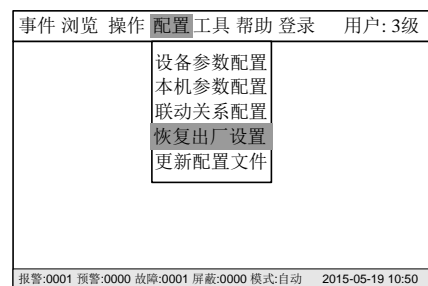 事件 浏览 操作 配置 工具 帮助 登录 用户: 3级
设备参数配置
本机参数配置
联动关系配置
恢复出厂设置
更新配置文件
报警:0001 预警:0000 故障:0001 屏蔽:0000 模式:自动 2015-05-19 10:50